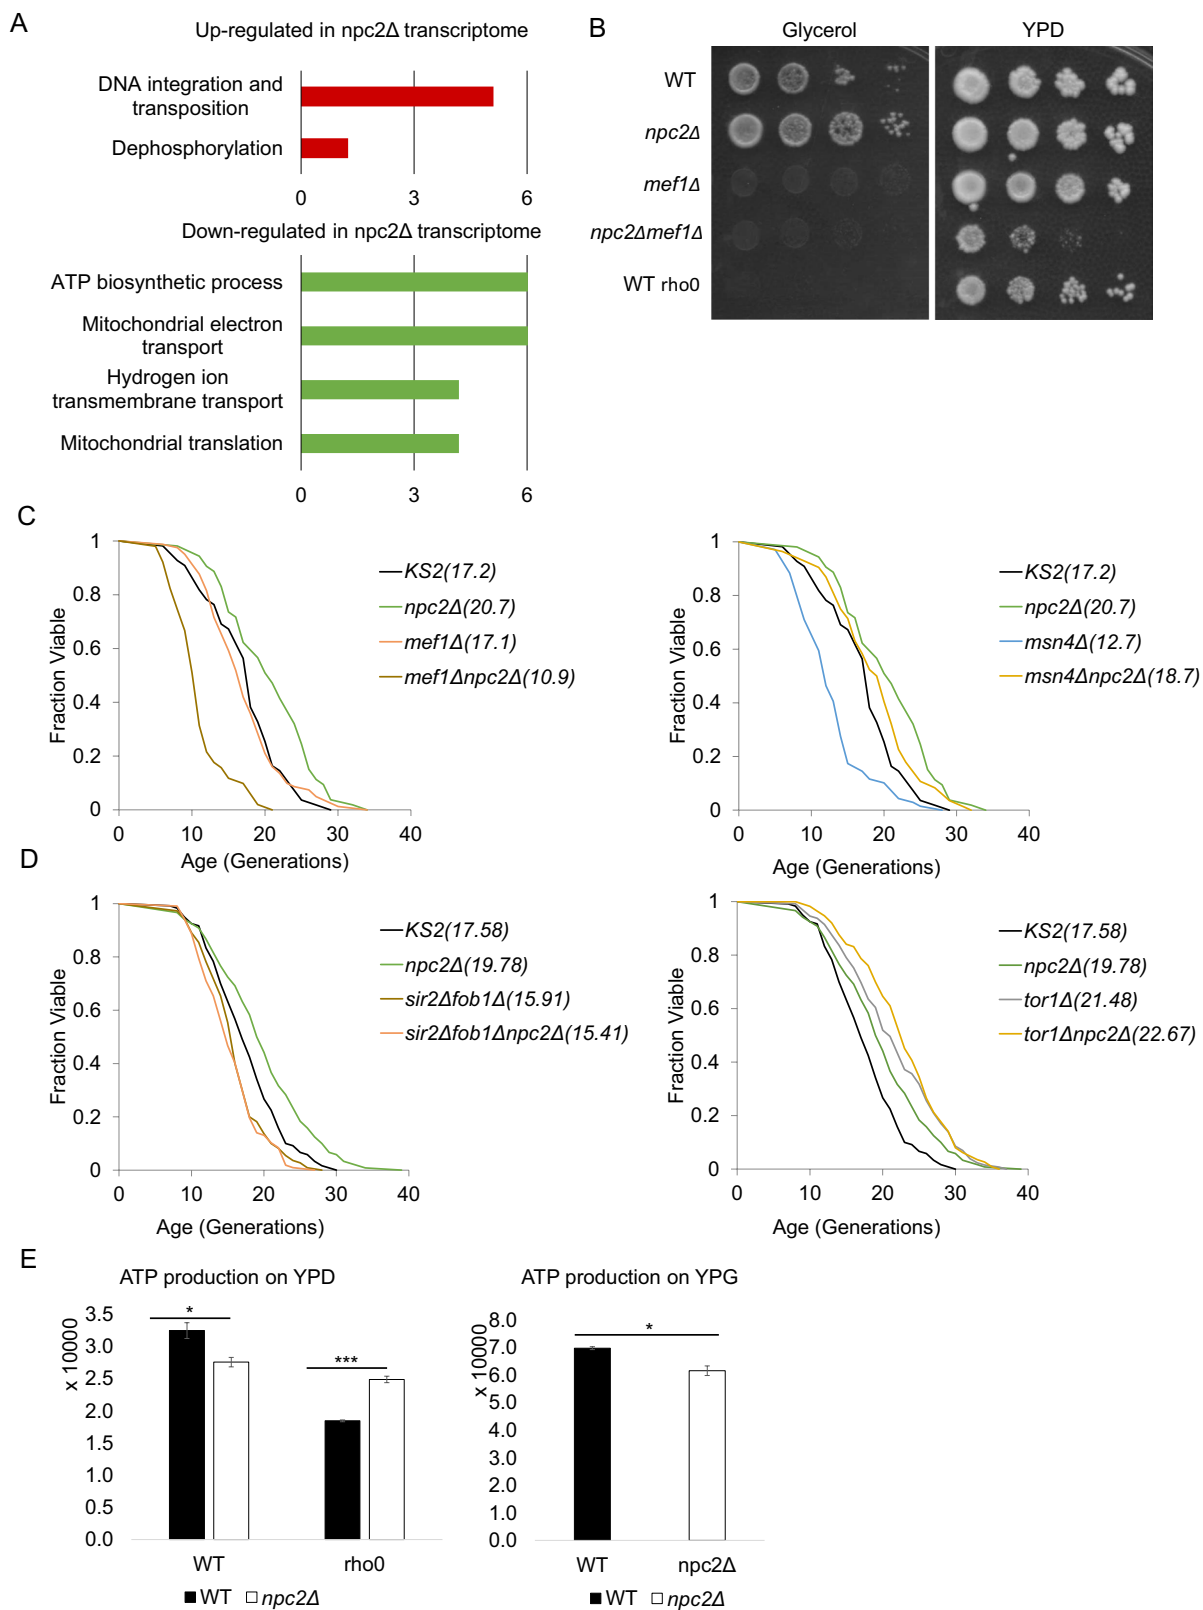 A
Up-regulated in npc2Δ transcriptome
DNA integration and
transposition
Dephosphorylation
0 3 6
Down-regulated in npc2Δ transcriptome
ATP biosynthetic process
Mitochondrial electron
transport
Hydrogen ion
transmembrane transport
Mitochondrial translation
0 3 6
B
Glycerol YPD
WT
npc2Δ
mef1Δ
npc2Δmef1Δ
WT rho0
C
1
0.8
0.6
0.4
0.2
0
Fraction Viable
0 10 20 30 40
Age (Generations)
KS2(17.2)
npc2Δ(20.7)
mef1Δ(17.1)
mef1Δnpc2Δ(10.9)
1
0.8
0.6
0.4
0.2
0
Fraction Viable
0 10 20 30 40
Age (Generations)
KS2(17.2)
npc2Δ(20.7)
msn4Δ(12.7)
msn4Δnpc2Δ(18.7)
D
1
0.8
0.6
0.4
0.2
0
Fraction Viable
0 10 20 30 40
Age (Generations)
KS2(17.58)
npc2Δ(19.78)
sir2Δfob1Δ(15.91)
sir2Δfob1Δnpc2Δ(15.41)
1
0.8
0.6
0.4
0.2
0
Fraction Viable
0 10 20 30 40
Age (Generations)
KS2(17.58)
npc2Δ(19.78)
tor1Δ(21.48)
tor1Δnpc2Δ(22.67)
E
ATP production on YPD
x 10000
3.5
3.0
2.5
2.0
1.5
1.0
0.5
0.0
*
***
WT rho0
WT npc2Δ
ATP production on YPG
x 10000
8.0
7.0
6.0
5.0
4.0
3.0
2.0
1.0
0.0
*
WT npc2Δ
WT npc2Δ